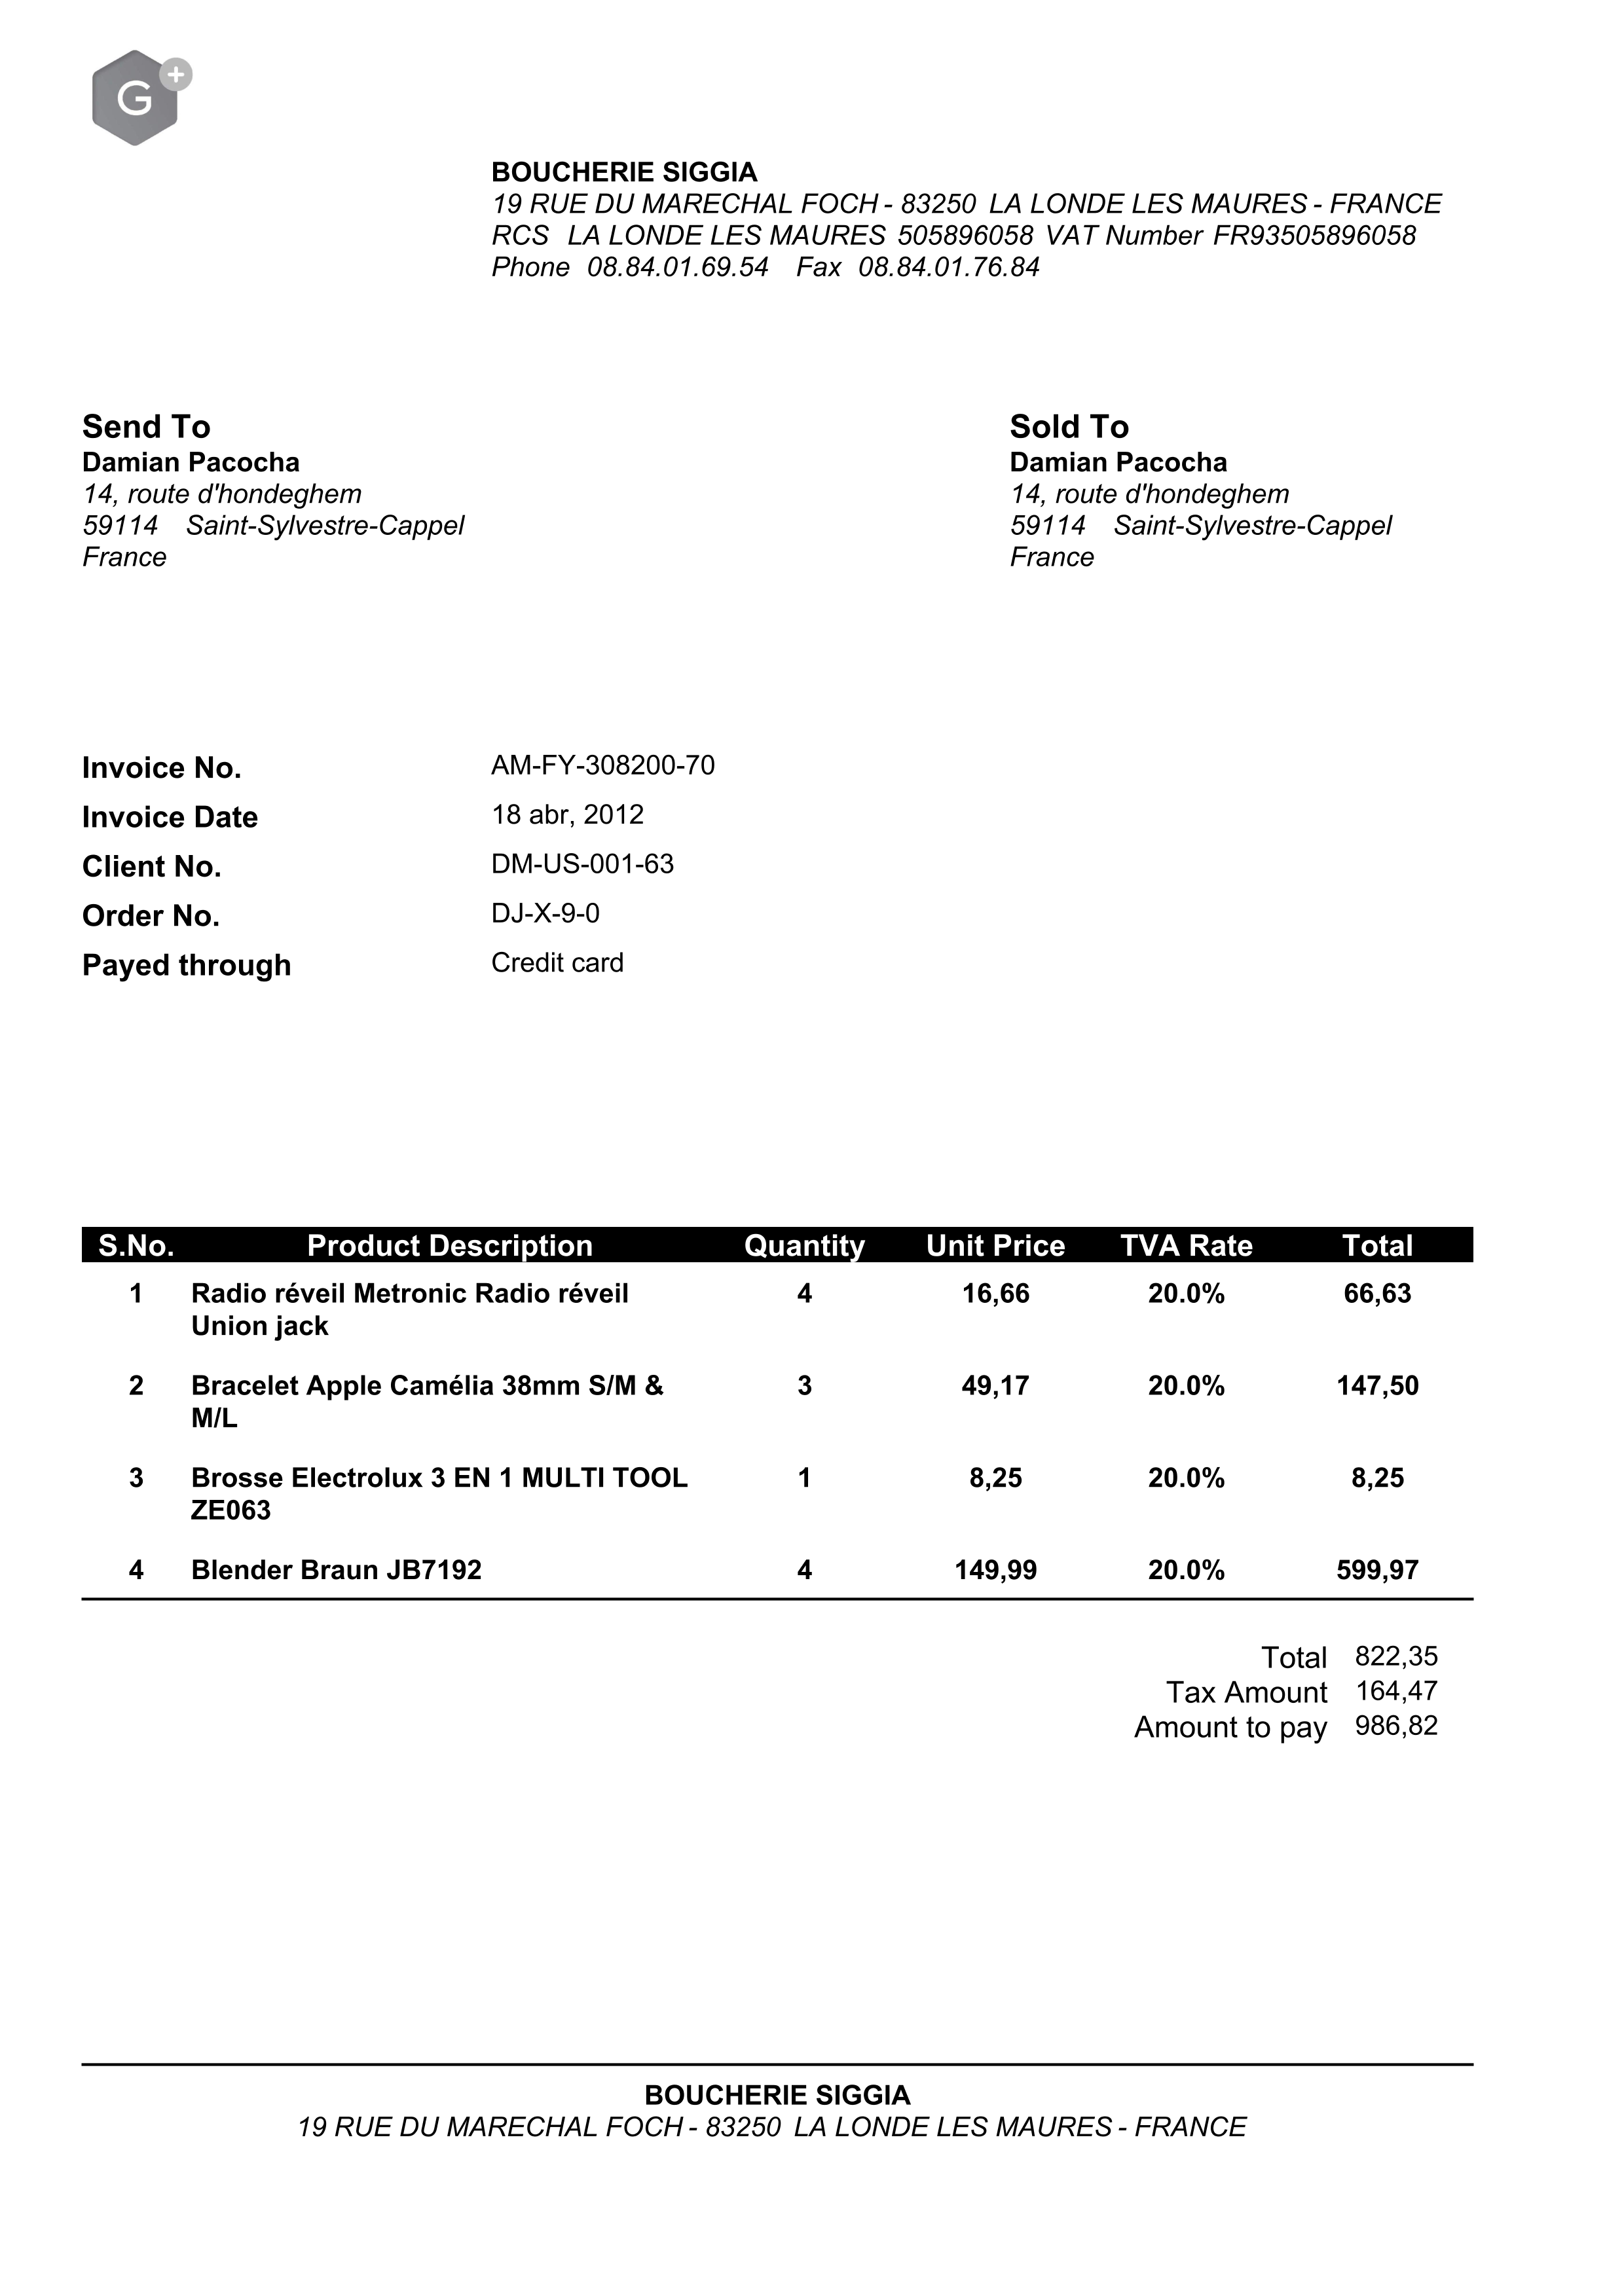 G+
BOUCHERIE SIGGIA
19 RUE DU MARECHAL FOCH - 83250 LA LONDE LES MAURES - FRANCE
RCS LA LONDE LES MAURES 505896058 VAT Number FR93505896058
Phone 08.84.01.69.54 Fax 08.84.01.76.84
Send To
Damian Pacocha
14, route d'hondeghem
59114 Saint-Sylvestre-Cappel
France
Sold To
Damian Pacocha
14, route d'hondeghem
59114 Saint-Sylvestre-Cappel
France
Invoice No. AM-FY-308200-70
Invoice Date 18 abr, 2012
Client No. DM-US-001-63
Order No. DJ-X-9-0
Payed through Credit card
S.No. Product Description Quantity Unit Price TVA Rate Total
1 Radio réveil Metronic Radio réveil 4 16,66 20.0% 66,63
Union jack
2 Bracelet Apple Camélia 38mm S/M & 3 49,17 20.0% 147,50
M/L
3 Brosse Electrolux 3 EN 1 MULTI TOOL 1 8,25 20.0% 8,25
ZE063
4 Blender Braun JB7192 4 149,99 20.0% 599,97
Total 822,35
Tax Amount 164,47
Amount to pay 986,82
BOUCHERIE SIGGIA
19 RUE DU MARECHAL FOCH - 83250 LA LONDE LES MAURES - FRANCE